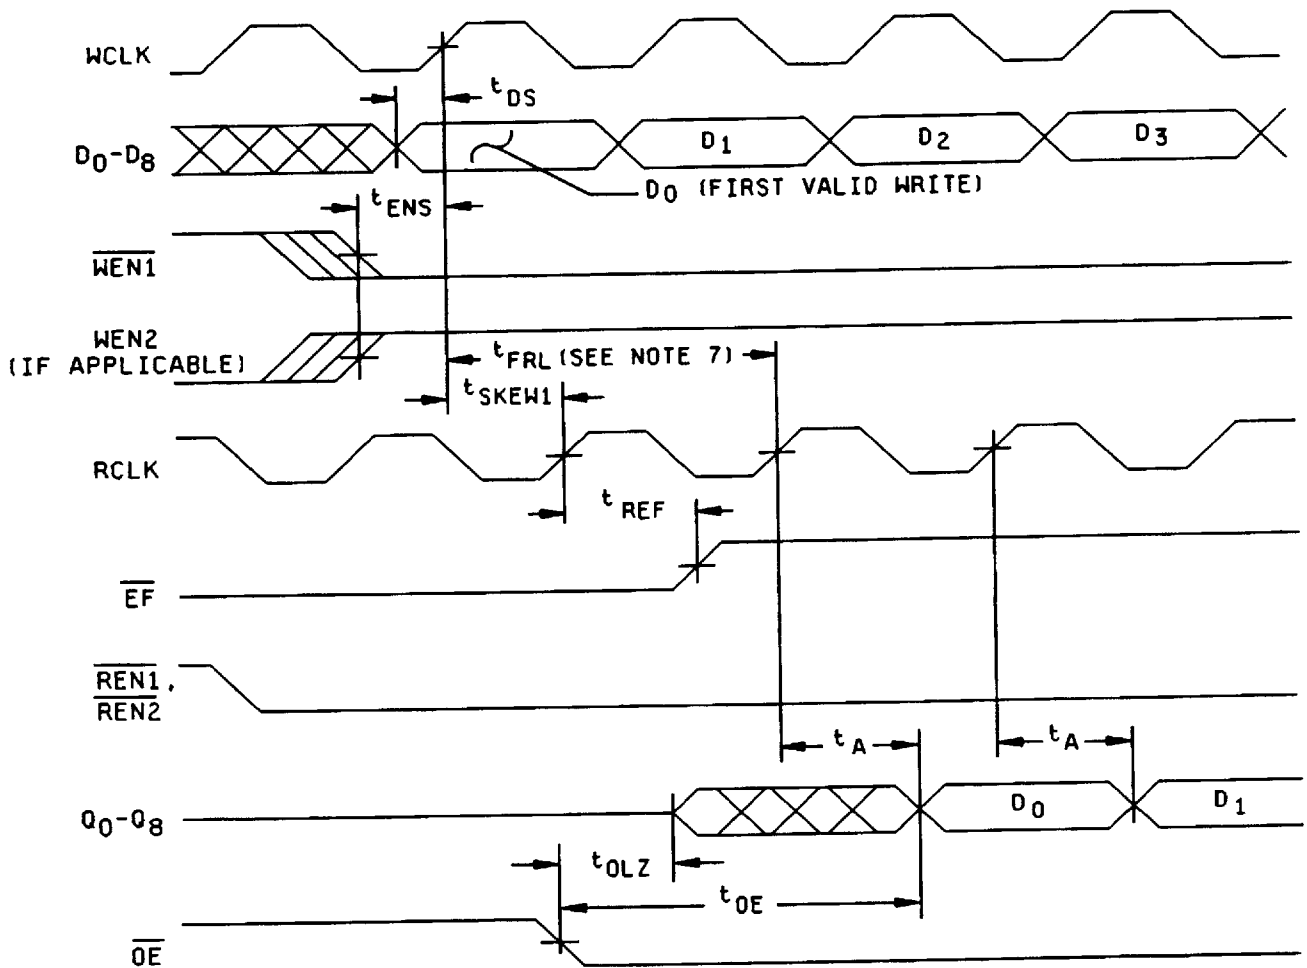 WCLK
tDS
D0-D8
D1
D2
D3
D0 (FIRST VALID WRITE)
tENS
WEN1
WEN2
(IF APPLICABLE)
tFRL (SEE NOTE 7)
tSKEW1
RCLK
tREF
EF
REN1,
REN2
tA
tA
Q0-Q8
D0
D1
tOLZ
tOE
OE